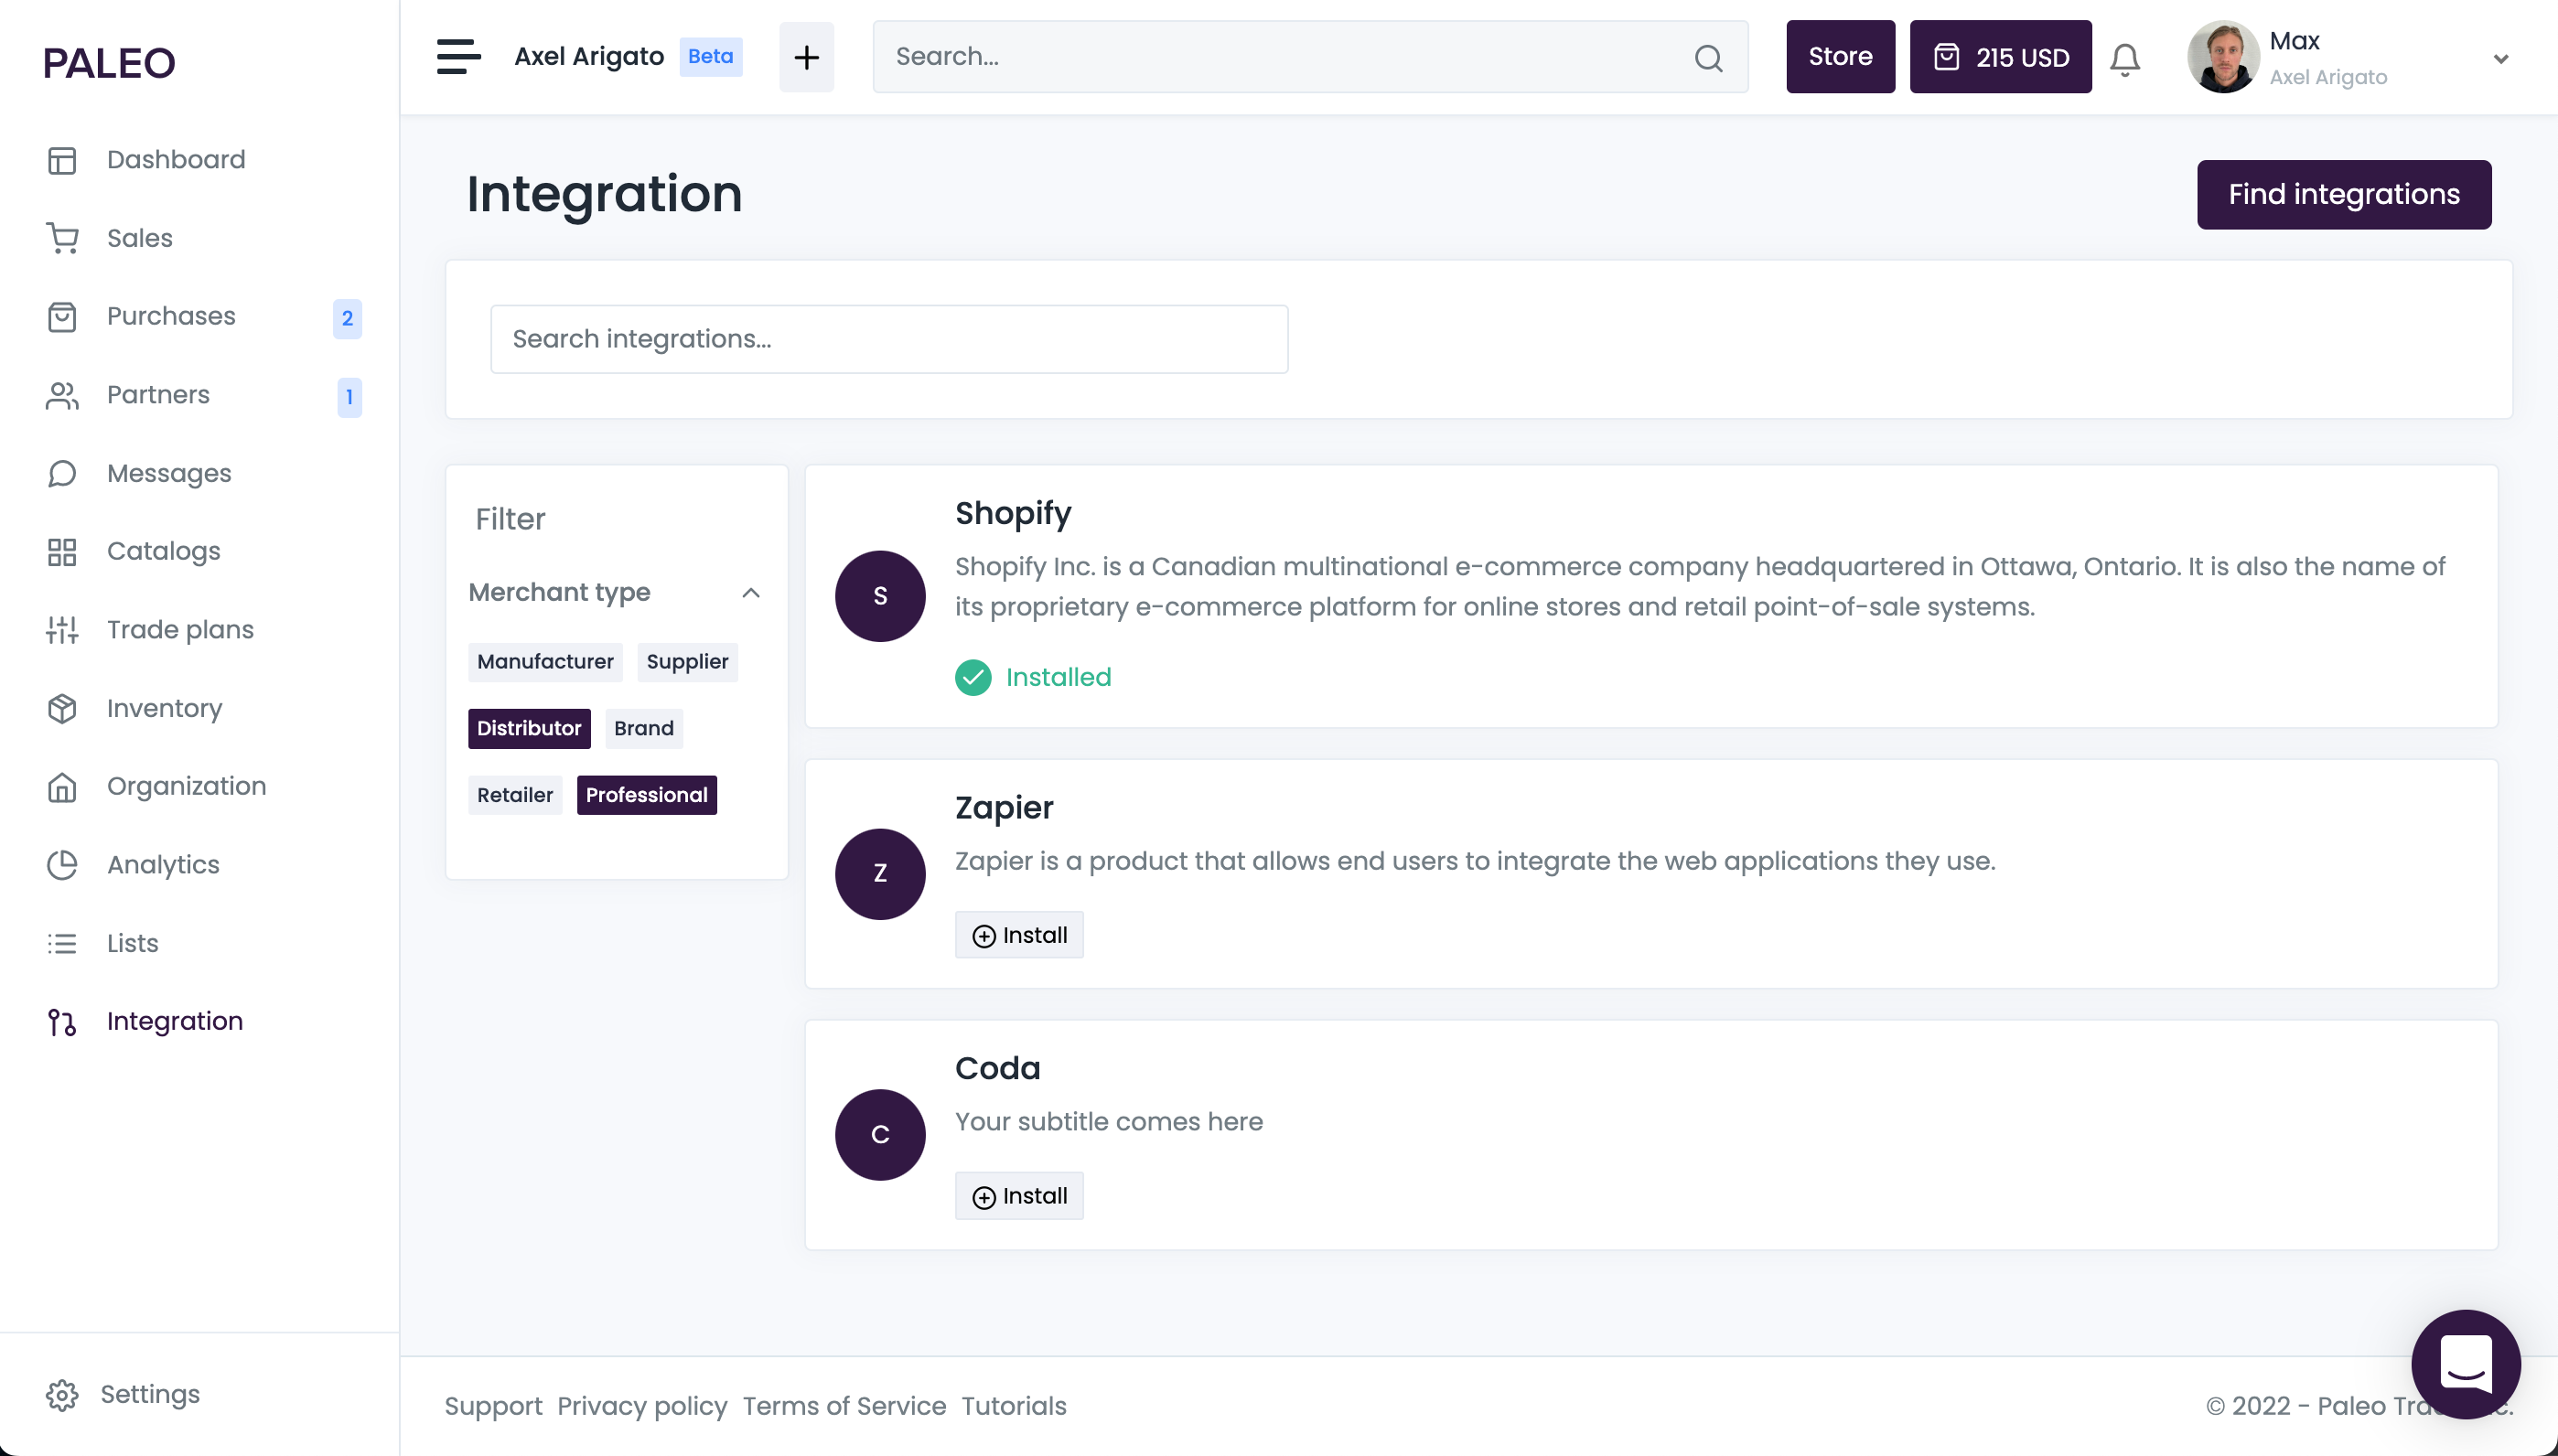 PALEO
Dashboard
Sales
Purchases 2
Partners 1
Messages
Catalogs
Trade plans
Inventory
Organization
Analytics
Lists
Integration
Settings
Axel Arigato Beta
Search...
Store
215 USD
Max
Axel Arigato
Integration
Find integrations
Search integrations...
Filter
Merchant type
Manufacturer Supplier
Distributor Brand
Retailer Professional
S
Shopify
Shopify Inc. is a Canadian multinational e-commerce company headquartered in Ottawa, Ontario. It is also the name of
its proprietary e-commerce platform for online stores and retail point-of-sale systems.
Installed
Z
Zapier
Zapier is a product that allows end users to integrate the web applications they use.
Install
C
Coda
Your subtitle comes here
Install
Support Privacy policy Terms of Service Tutorials
© 2022 - Paleo